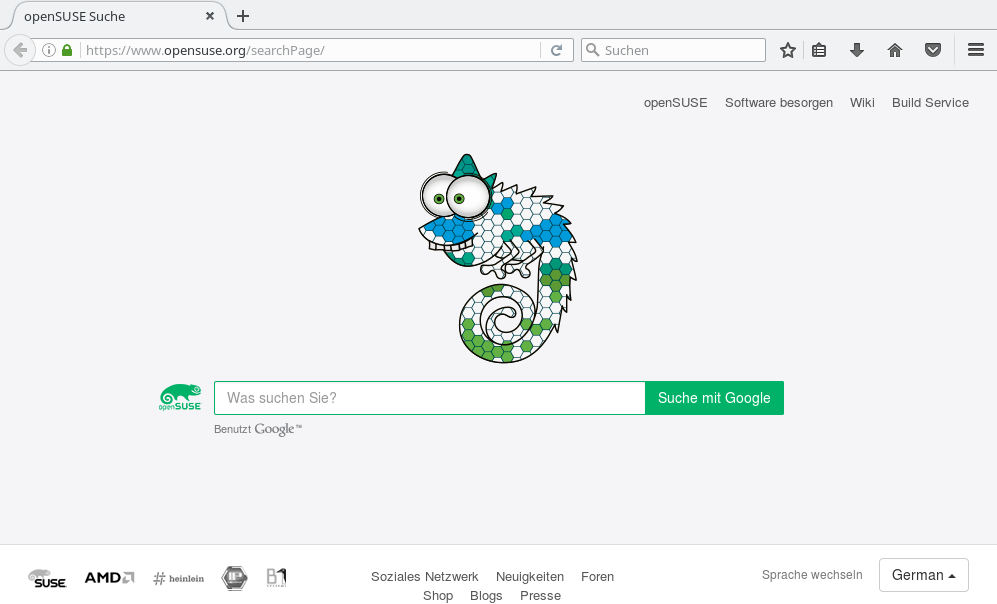 openSUSE Suche
https://www.opensuse.org/searchPage/
Suchen
openSUSE Software besorgen Wiki Build Service
openSUSE
Was suchen Sie?
Suche mit Google
Benutzt Google™
SUSE
AMD
# heinlein
B1
Soziales Netzwerk Neuigkeiten Foren
Shop Blogs Presse
Sprache wechseln
German